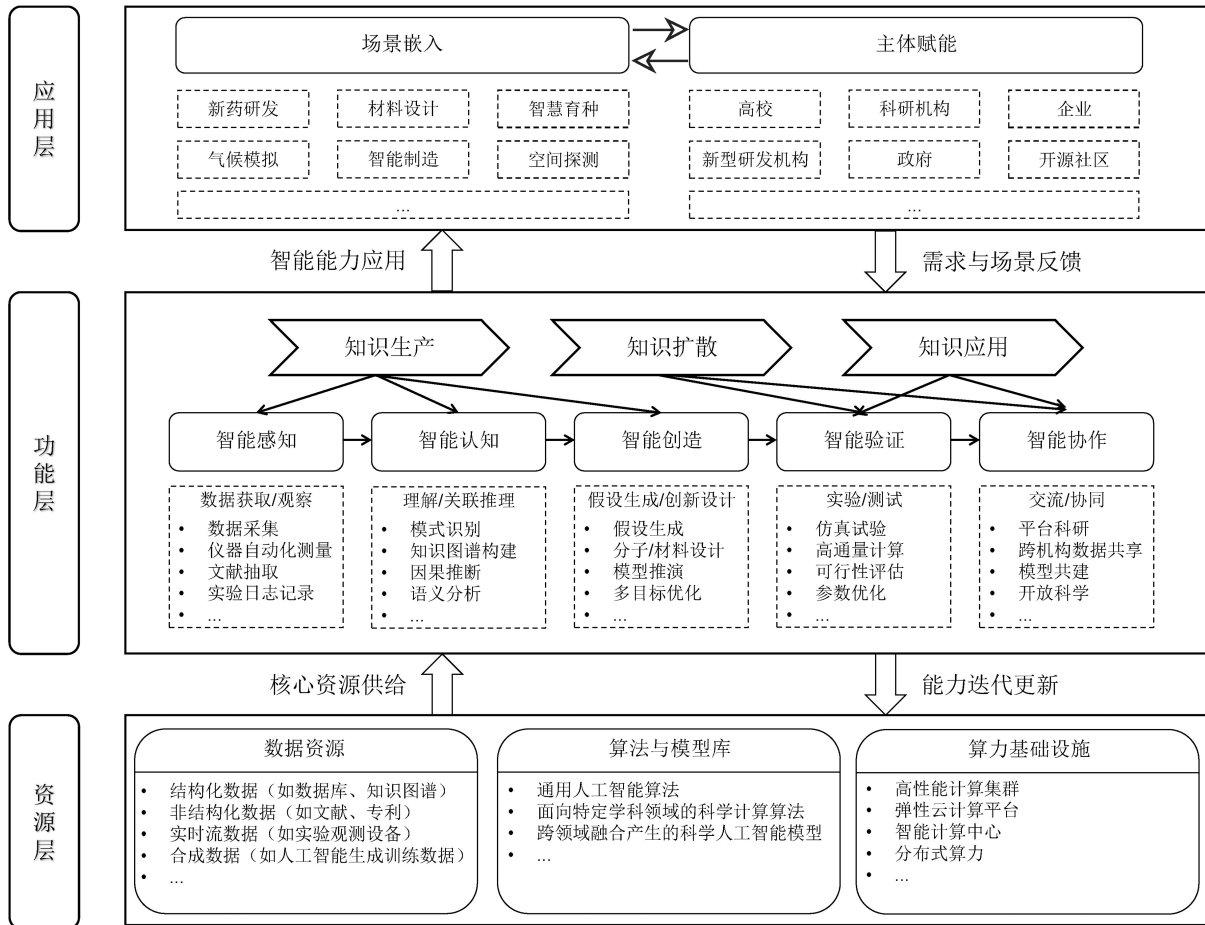 应用层
场景嵌入
主体赋能
新药研发
材料设计
智慧育种
高校
科研机构
企业
气候模拟
智能制造
空间探测
新型研发机构
政府
开源社区
...
...
智能能力应用
需求与场景反馈
功能层
知识生产
知识扩散
知识应用
智能感知
智能认知
智能创造
智能验证
智能协作
数据获取/观察
• 数据采集
• 仪器自动化测量
• 文献抽取
• 实验日志记录
• ...
理解/关联推理
• 模式识别
• 知识图谱构建
• 因果推断
• 语义分析
• ...
假设生成/创新设计
• 假设生成
• 分子/材料设计
• 模型推演
• 多目标优化
• ...
实验/测试
• 仿真试验
• 高通量计算
• 可行性评估
• 参数优化
• ...
交流/协同
• 平台科研
• 跨机构数据共享
• 模型共建
• 开放科学
• ...
核心资源供给
能力迭代更新
资源层
数据资源
• 结构化数据（如数据库、知识图谱）
• 非结构化数据（如文献、专利）
• 实时流数据（如实验观测设备）
• 合成数据（如人工智能生成训练数据）
• ...
算法与模型库
• 通用人工智能算法
• 面向特定学科领域的科学计算算法
• 跨领域融合产生的科学人工智能模型
• ...
算力基础设施
• 高性能计算集群
• 弹性云计算平台
• 智能计算中心
• 分布式算力
• ...